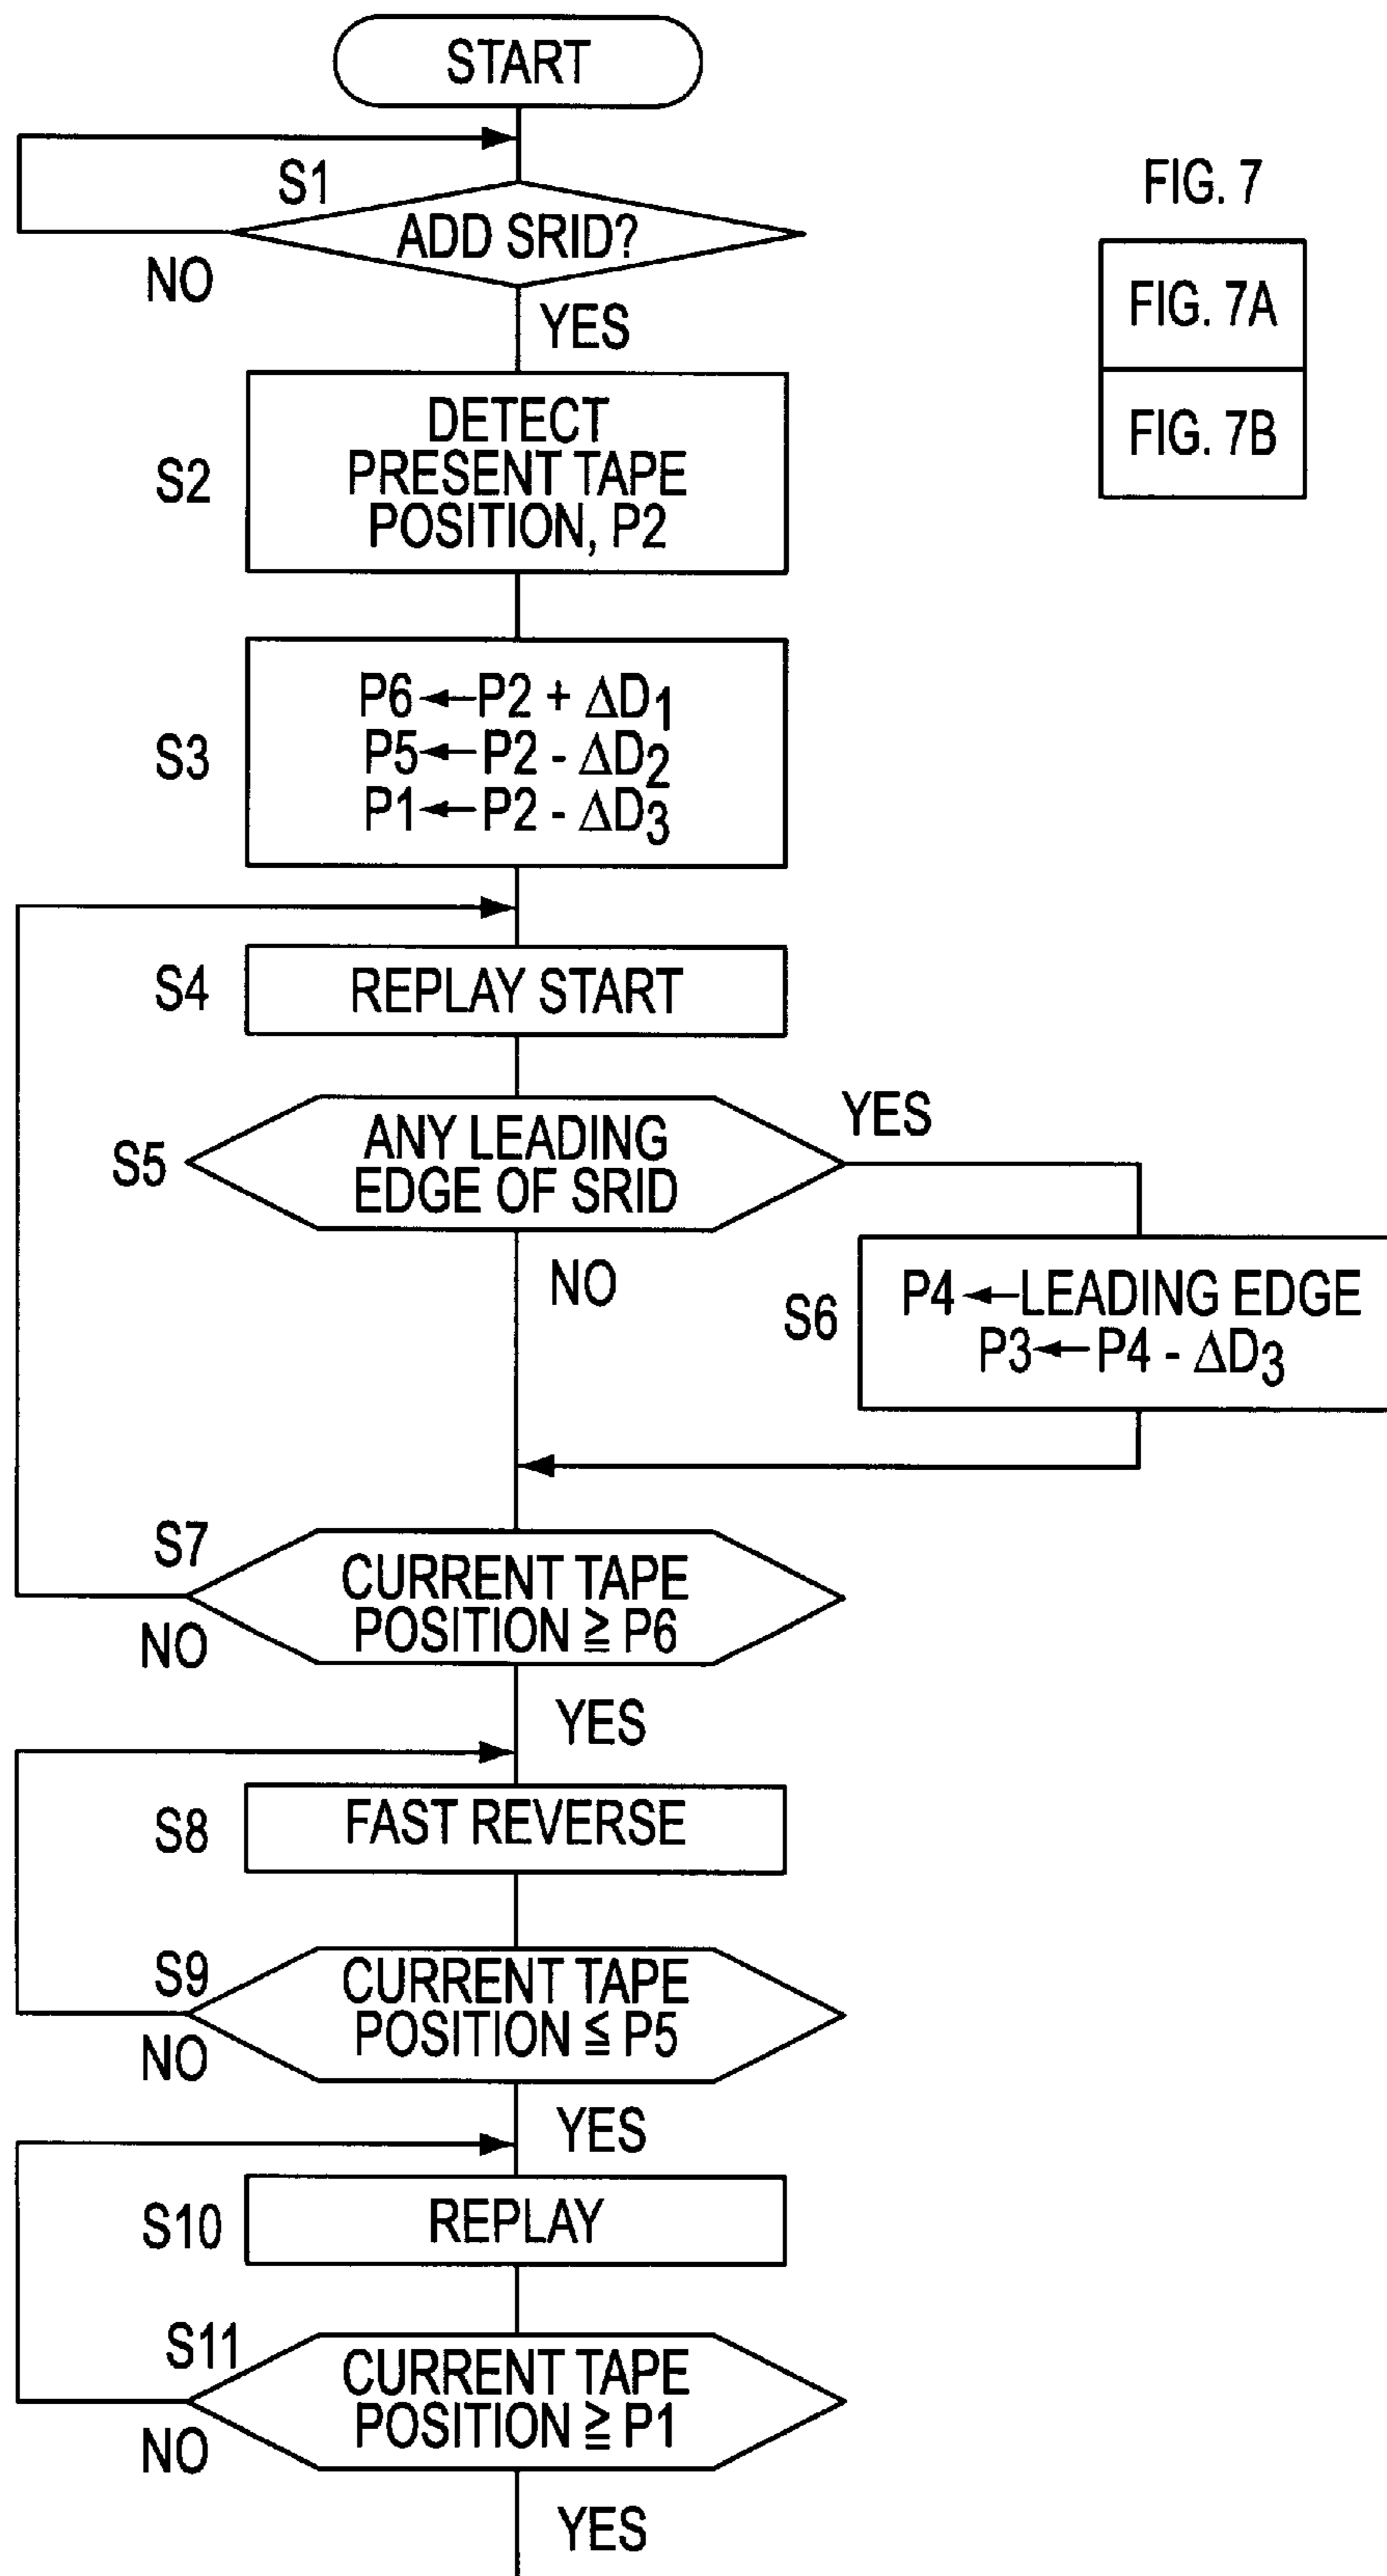 START
FIG. 7
S1
ADD SRID?
FIG. 7A
NO
YES
FIG. 7B
DETECT
S2
PRESENT TAPE
POSITION, P2
P6←P2 + ΔD1
S3
P5←P2 - ΔD2
P1←P2 - ΔD3
S4
REPLAY START
YES
S5
ANY LEADING
EDGE OF SRID
NO
S6
P4←LEADING EDGE
P3←P4 - ΔD3
S7
CURRENT TAPE
POSITION ≧ P6
NO
YES
S8
FAST REVERSE
S9
CURRENT TAPE
POSITION ≦ P5
NO
YES
S10
REPLAY
S11
CURRENT TAPE
POSITION ≧ P1
NO
YES